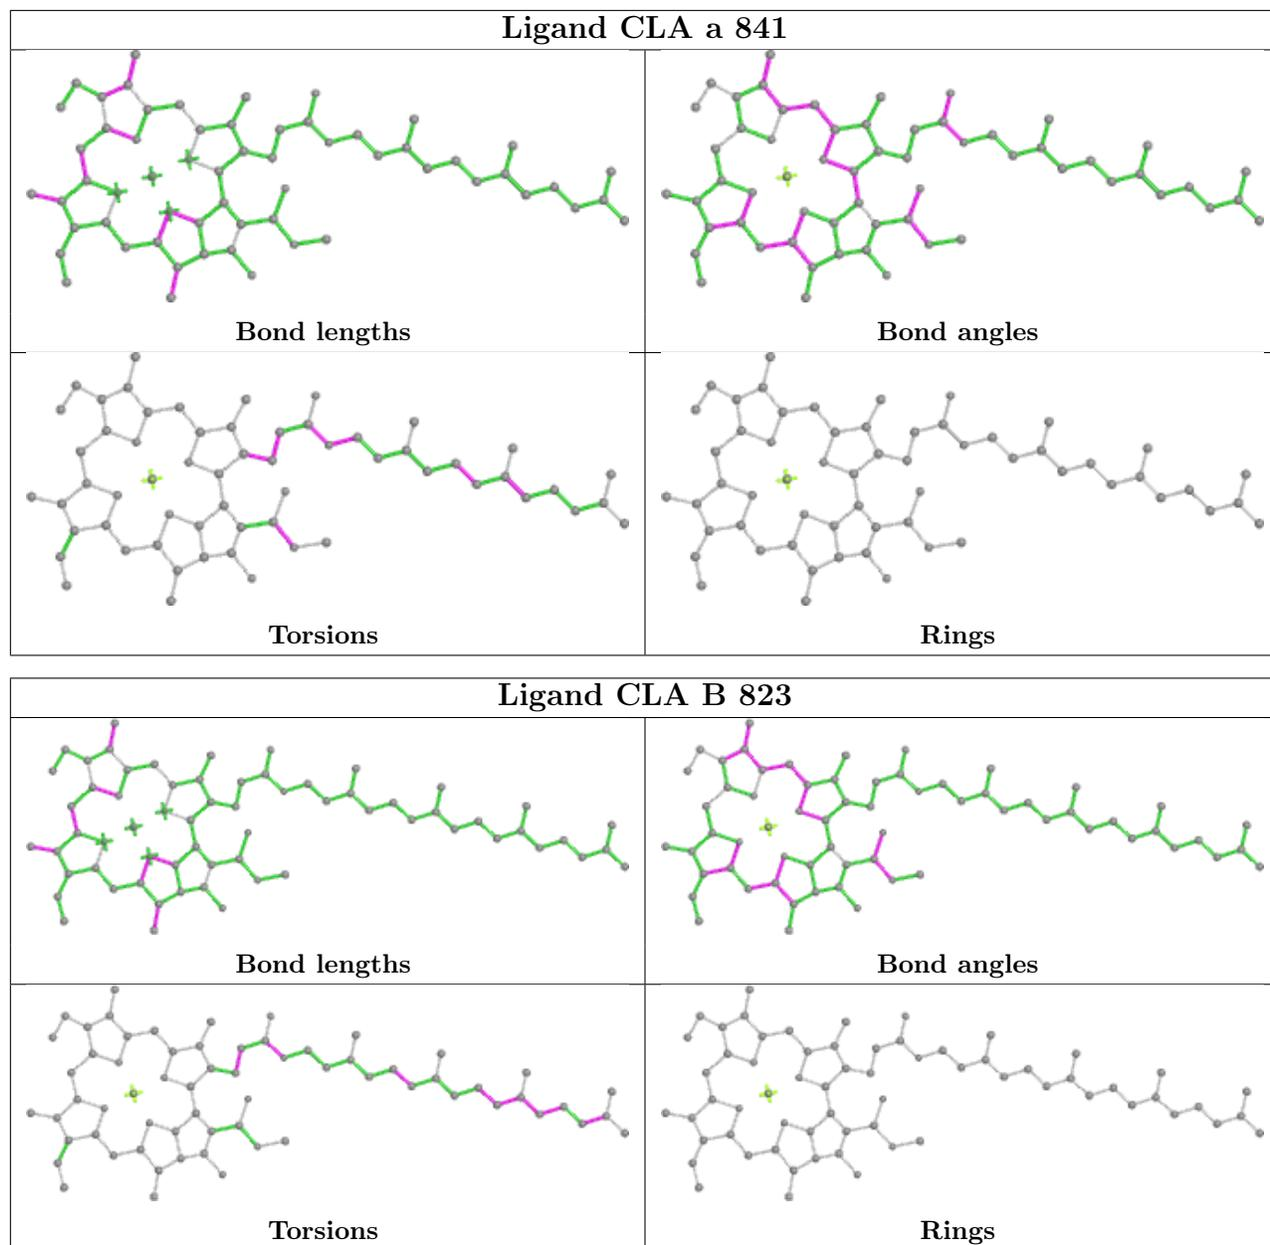 Ligand CLA a 841
Bond lengths
Bond angles
Torsions
Rings
Ligand CLA B 823
Bond lengths
Bond angles
Torsions
Rings